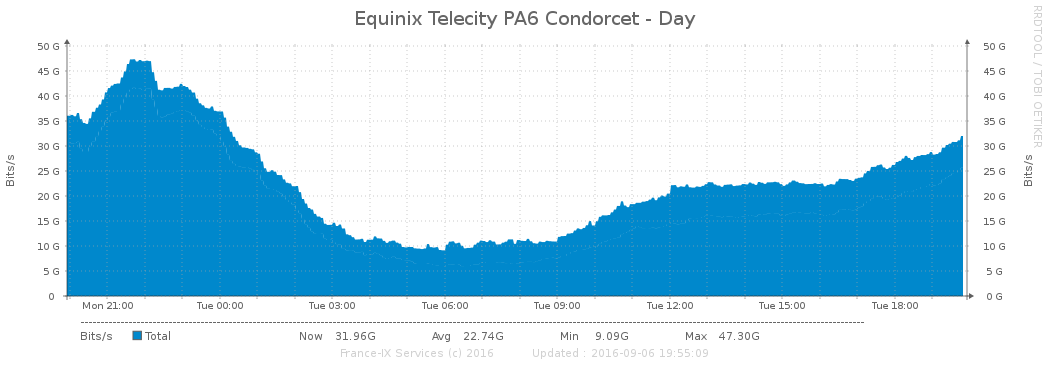 Equinix Telecity PA6 Condorcet - Day
RRDTOOL / TOBI OETIKER
Bits/s
50 G
45 G
40 G
35 G
30 G
25 G
20 G
15 G
10 G
5 G
0
50 G
45 G
40 G
35 G
30 G
25 G
20 G
15 G
10 G
5 G
0 G
Bits/s
Mon 21:00 Tue 00:00 Tue 03:00 Tue 06:00 Tue 09:00 Tue 12:00 Tue 15:00 Tue 18:00
Bits/s Total Now 31.96G Avg 22.74G Min 9.09G Max 47.30G
France-IX Services (c) 2016 Updated : 2016-09-06 19:55:09